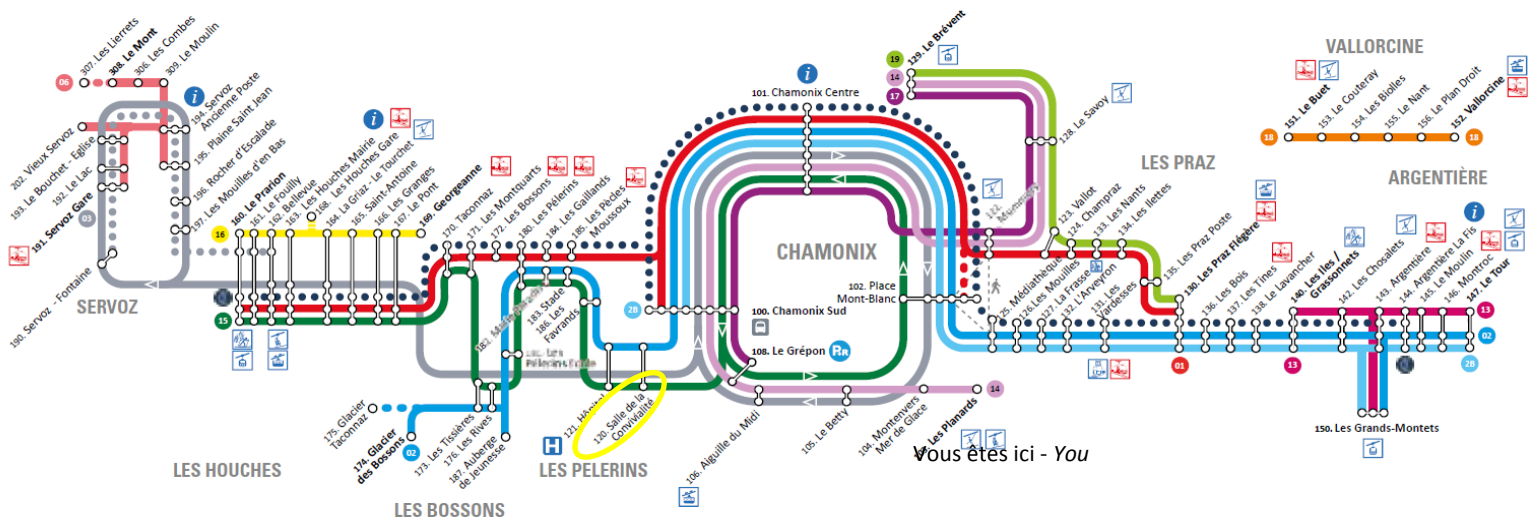 307. Les Lierrets
308. Le Mont
306. Les Combes
309. Le Moulin
06
202. Vieux Servoz
193. Le Bouchet - Eglise
192. Le Lac
191. Servoz Gare
03
190. Servoz - Fontaine
SERVOZ
i
194. Servoz
Ancienne Poste
195. Plaine Saint Jean
196. Rocher d'Escalade
197. Les Mouilles d'en Bas
16
15
160. Le Prarion
161. Le Fouilly
162. Bellevue
163. Les Houches Mairie
168. Les Houches Gare
164. La Griaz - Le Tourchet
165. Saint-Antoine
166. Les Granges
167. Le Pont
169. Georgeanne
i
LES HOUCHES
170. Taconnaz
171. Les Montquarts
172. Les Bossons
180. Les Pélerins
184. Les Gaillands
185. Les Pècles
Moussoux
183. Stade
186. Les
Favrands
175. Glacier
Taconnaz
174. Glacier
des Bossons
02
173. Les Tissières
176. Les Rives
187. Auberge
de Jeunesse
LES BOSSONS
121. Hôpital
120. Salle de la
Convivialité
H
LES PELERINS
2B
i
101. Chamonix Centre
CHAMONIX
102. Place
Mont-Blanc
100. Chamonix Sud
108. Le Grépon
RR
106. Aiguille du Midi
105. Le Betty
104. Montenvers
Mer de Glace
Les Planards
14
Vous êtes ici - You
19
14
17
129. Le Brévent
128. Le Savoy
LES PRAZ
123. Vallot
124. Champraz
133. Les Nants
134. Les Ilettes
135. Les Praz Poste
130. Les Praz Flégère
01
125. Médiathèque
126. Les Mouilles
127. La Frasse
132. L'Arveyron
131. Les
Vardesses
136. Les Bois
137. Les Tines
138. Le Lavancher
140. Les Iles /
Grassonnets
13
142. Les Chosalets
143. Argentière
144. Argentière La Fis
145. Le Moulin
146. Montroc
147. Le Tour
i
13
02
2B
150. Les Grands-Montets
ARGENTIÈRE
VALLORCINE
18
151. Le Buet
153. Le Couteray
154. Les Biolles
155. Le Nant
156. Le Plan Droit
152. Vallorcine
18